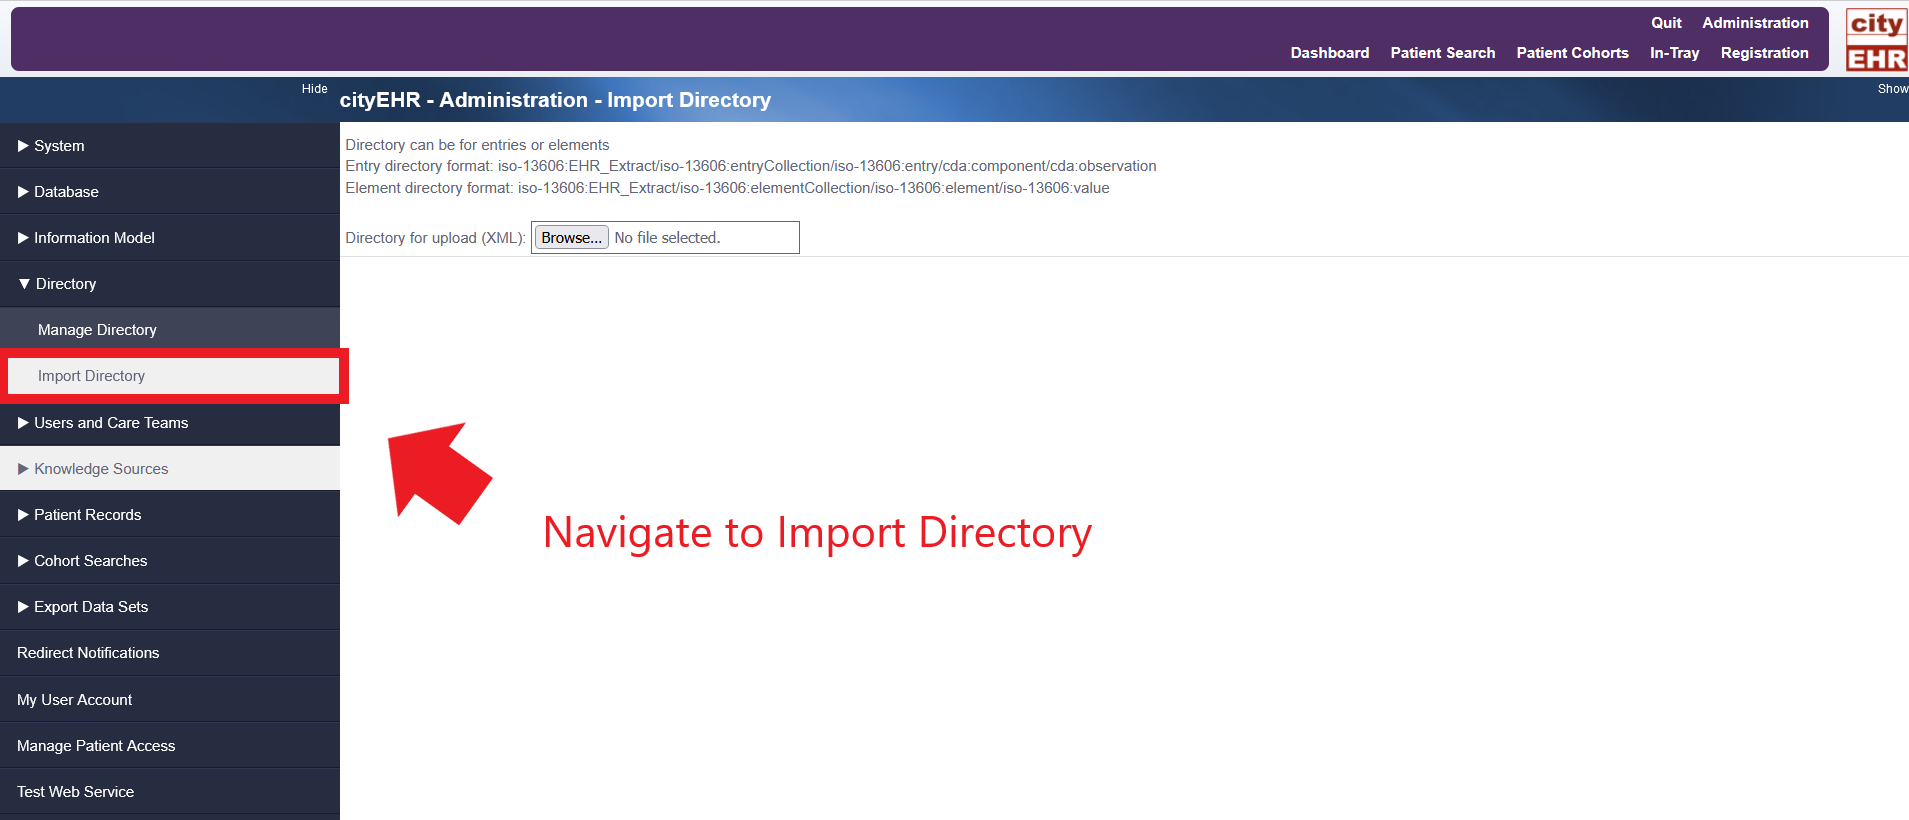 Quit Administration
Dashboard Patient Search Patient Cohorts In-Tray Registration
city
EHR
Hide
cityEHR - Administration - Import Directory
Show
▶ System
▶ Database
▶ Information Model
▼ Directory
Manage Directory
Import Directory
▶ Users and Care Teams
▶ Knowledge Sources
▶ Patient Records
▶ Cohort Searches
▶ Export Data Sets
Redirect Notifications
My User Account
Manage Patient Access
Test Web Service
Directory can be for entries or elements
Entry directory format: iso-13606:EHR_Extract/iso-13606:entryCollection/iso-13606:entry/cda:component/cda:observation
Element directory format: iso-13606:EHR_Extract/iso-13606:elementCollection/iso-13606:element/iso-13606:value
Directory for upload (XML): Browse... No file selected.
Navigate to Import Directory